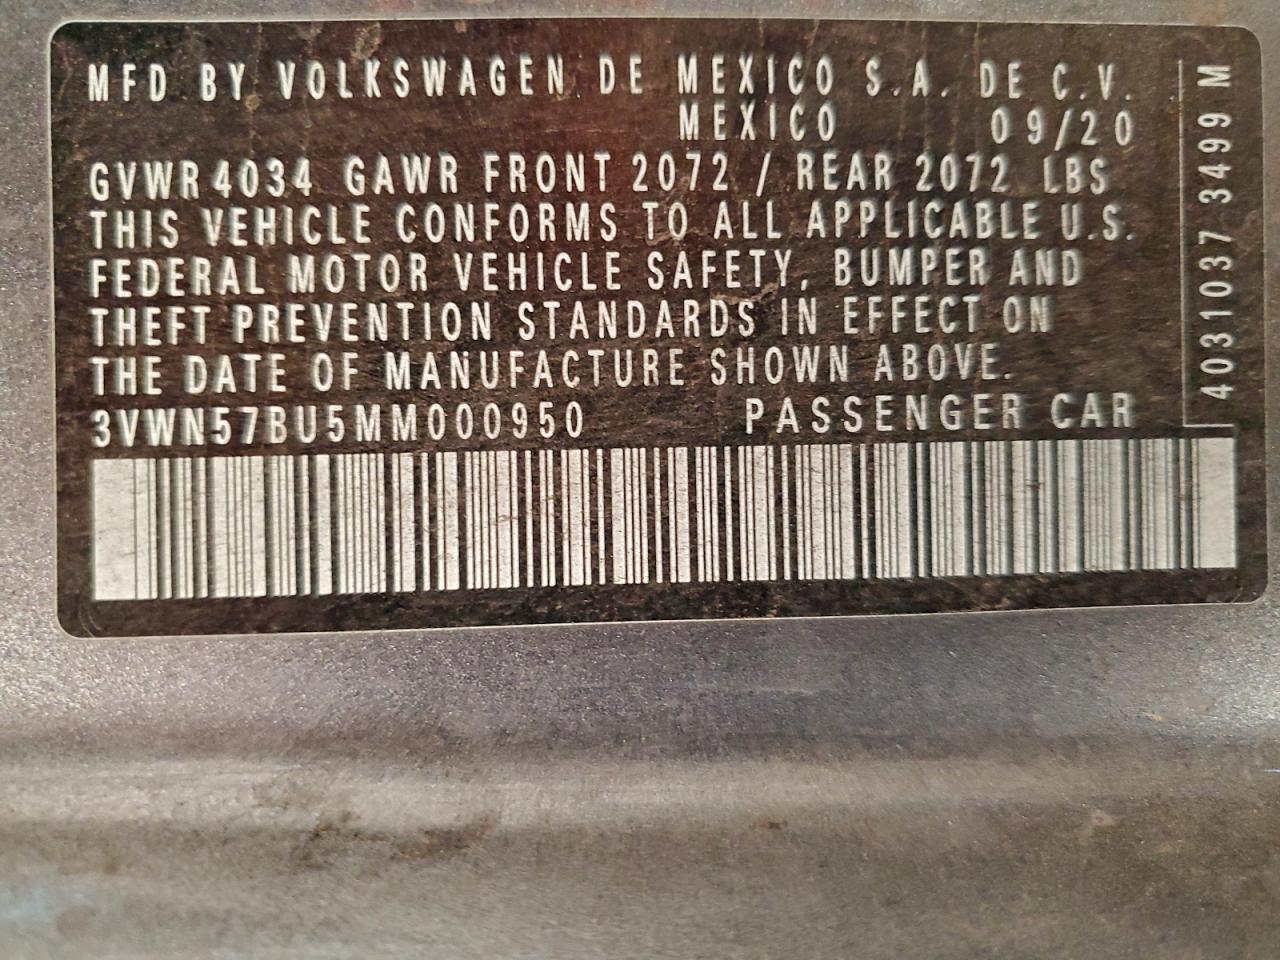 MFD BY VOLKSWAGEN DE MEXICO S.A. DE C.V.
MEXICO 09/20
GVWR 4034 GAWR FRONT 2072 / REAR 2072 LBS
THIS VEHICLE CONFORMS TO ALL APPLICABLE U.S.
FEDERAL MOTOR VEHICLE SAFETY, BUMPER AND
THEFT PREVENTION STANDARDS IN EFFECT ON
THE DATE OF MANUFACTURE SHOWN ABOVE.
3VWN57BU5MM000950 PASSENGER CAR
4031037 3499 M